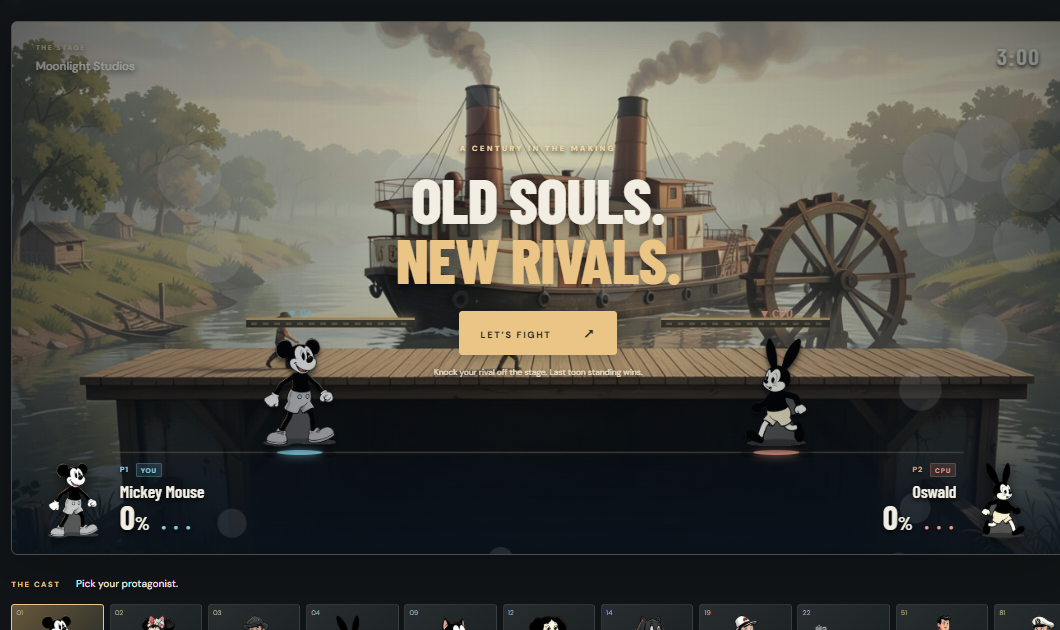 THE STAGE
Moonlight Studios
3:00
A CENTURY IN THE MAKING
OLD SOULS.
NEW RIVALS.
LET'S FIGHT ↗
Knock your rival off the stage. Last toon standing wins.
▼ CPU
P1 YOU
Mickey Mouse
0%
P2 CPU
Oswald
0%
THE CAST Pick your protagonist.
01 02 03 04 09 12 14 19 22 51 81